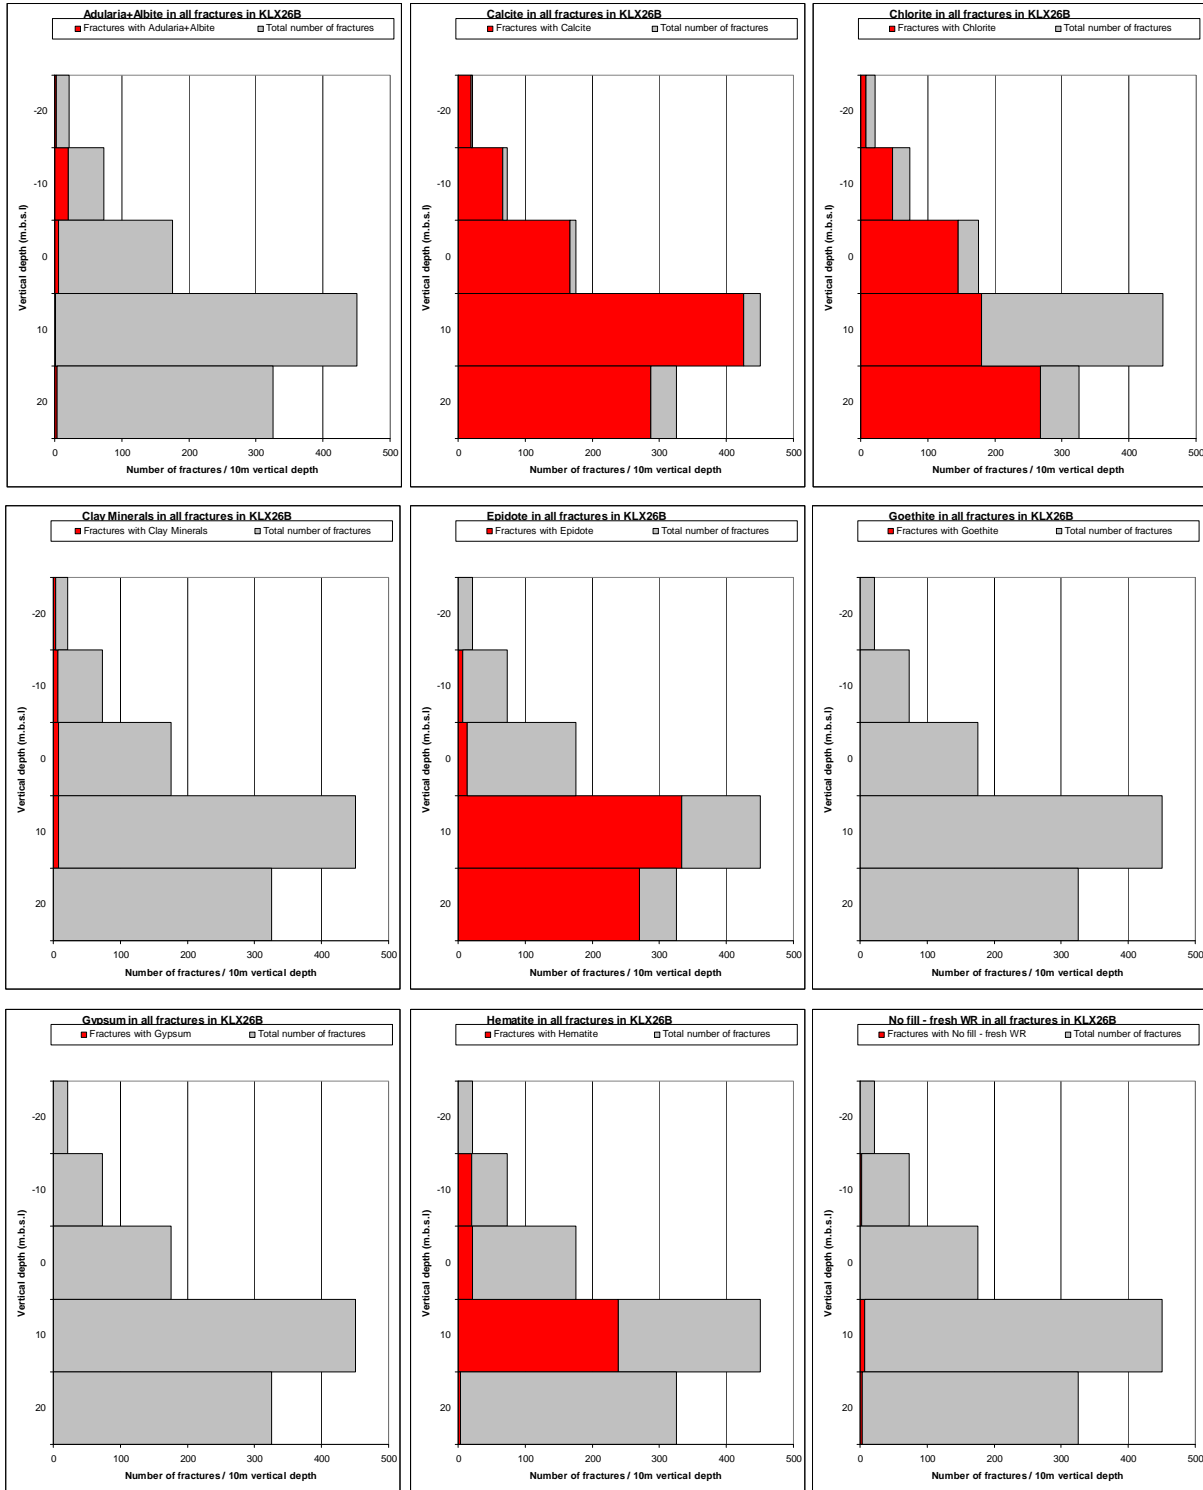 Adularia+Albite in all fractures in KLX26B
Fractures with Adularia+Albite Total number of fractures
Vertical depth (m.b.s.l)
-20
-10
0
10
20
0 100 200 300 400 500
Number of fractures / 10m vertical depth
Calcite in all fractures in KLX26B
Fractures with Calcite Total number of fractures
Vertical depth (m.b.s.l)
-20
-10
0
10
20
0 100 200 300 400 500
Number of fractures / 10m vertical depth
Chlorite in all fractures in KLX26B
Fractures with Chlorite Total number of fractures
Vertical depth (m.b.s.l)
-20
-10
0
10
20
0 100 200 300 400 500
Number of fractures / 10m vertical depth
Clay Minerals in all fractures in KLX26B
Fractures with Clay Minerals Total number of fractures
Vertical depth (m.b.s.l)
-20
-10
0
10
20
0 100 200 300 400 500
Number of fractures / 10m vertical depth
Epidote in all fractures in KLX26B
Fractures with Epidote Total number of fractures
Vertical depth (m.b.s.l)
-20
-10
0
10
20
0 100 200 300 400 500
Number of fractures / 10m vertical depth
Goethite in all fractures in KLX26B
Fractures with Goethite Total number of fractures
Vertical depth (m.b.s.l)
-20
-10
0
10
20
0 100 200 300 400 500
Number of fractures / 10m vertical depth
Gypsum in all fractures in KLX26B
Fractures with Gypsum Total number of fractures
Vertical depth (m.b.s.l)
-20
-10
0
10
20
0 100 200 300 400 500
Number of fractures / 10m vertical depth
Hematite in all fractures in KLX26B
Fractures with Hematite Total number of fractures
Vertical depth (m.b.s.l)
-20
-10
0
10
20
0 100 200 300 400 500
Number of fractures / 10m vertical depth
No fill - fresh WR in all fractures in KLX26B
Fractures with No fill - fresh WR Total number of fractures
Vertical depth (m.b.s.l)
-20
-10
0
10
20
0 100 200 300 400 500
Number of fractures / 10m vertical depth